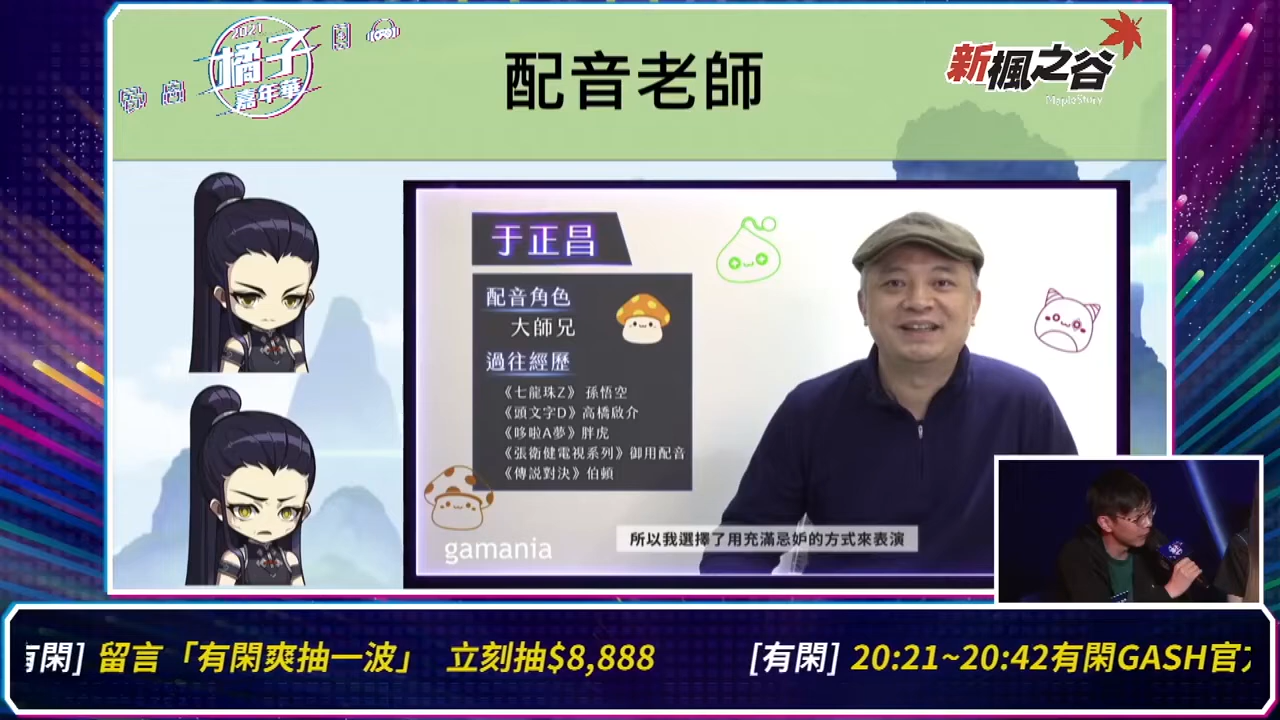 2021
橘子
嘉年華
配音老師
新楓之谷
MapleStory
于正昌
配音角色
大師兄
過往經歷
《七龍珠Z》 孫悟空
《頭文字D》高橋啟介
《哆啦A夢》胖虎
《張衛健電視系列》御用配音
《傳説對決》伯頓
gamania
所以我選擇了用充滿忌妒的方式來表演
有閑] 留言「有閑爽抽一波」 立刻抽$8,888 [有閑] 20:21~20:42有閑GASH官